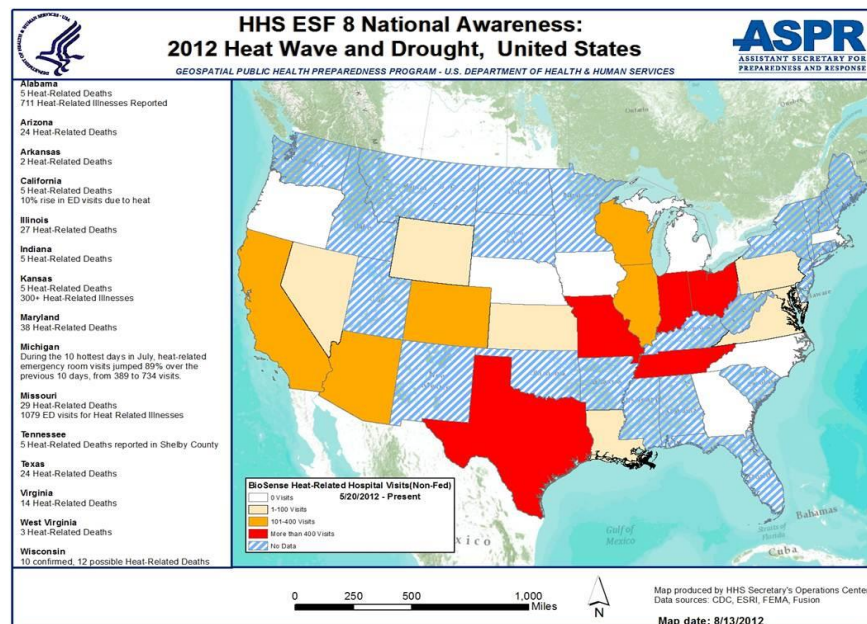 HHS ESF 8 National Awareness:
2012 Heat Wave and Drought, United States
GEOSPATIAL PUBLIC HEALTH PREPAREDNESS PROGRAM - U.S. DEPARTMENT OF HEALTH & HUMAN SERVICES
ASPR
ASSISTANT SECRETARY FOR
PREPAREDNESS AND RESPONSE
Alabama
5 Heat-Related Deaths
711 Heat-Related Illnesses Reported
Arizona
24 Heat-Related Deaths
Arkansas
2 Heat-Related Deaths
California
5 Heat-Related Deaths
10% rise in ED visits due to heat
Illinois
27 Heat-Related Deaths
Indiana
5 Heat-Related Deaths
Kansas
5 Heat-Related Deaths
300+ Heat-Related Illnesses
Maryland
38 Heat-Related Deaths
Michigan
During the 10 hottest days in July, heat-related
emergency room visits jumped 89% over the
previous 10 days, from 389 to 734 visits.
Missouri
29 Heat-Related Deaths
1079 ED visits for Heat Related Illnesses
Tennessee
5 Heat-Related Deaths reported in Shelby County
Texas
24 Heat-Related Deaths
Virginia
14 Heat-Related Deaths
West Virginia
3 Heat-Related Deaths
Wisconsin
10 confirmed, 12 possible Heat-Related Deaths
BioSense Heat-Related Hospital Visits(Non-Fed)
5/20/2012 - Present
0 Visits
1-100 Visits
101-400 Visits
More than 400 Visits
No Data
Gulf of
Mexico
Bahamas
Straits of
Florida
Cuba
0 250 500 1,000
Miles
N
Map produced by HHS Secretary's Operations Center
Data sources: CDC, ESRI, FEMA, Fusion
Map date: 8/13/2012